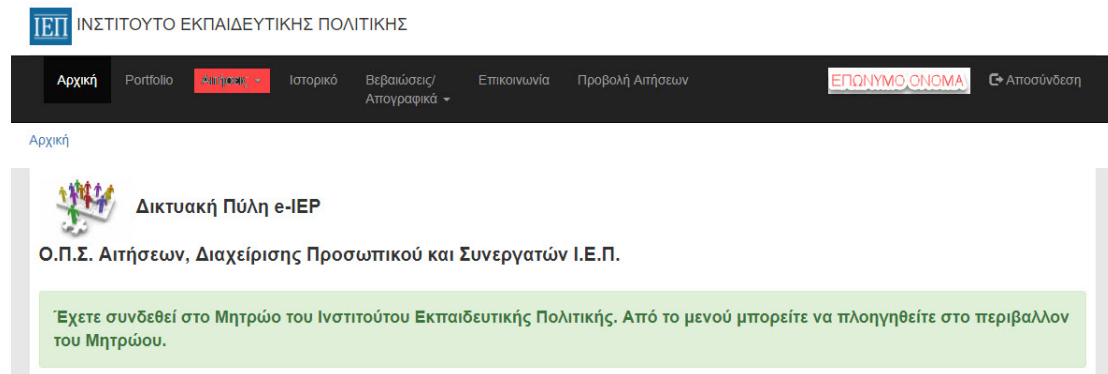 ΙΕΠ ΙΝΣΤΙΤΟΥΤΟ ΕΚΠΑΙΔΕΥΤΙΚΗΣ ΠΟΛΙΤΙΚΗΣ
Αρχική Portfolio Αιτήσεις Ιστορικό Βεβαιώσεις/ Επικοινωνία Προβολή Αιτήσεων ΕΠΩΝΥΜΟ ΟΝΟΜΑ Αποσύνδεση
Απογραφικά
Αρχική
Δικτυακή Πύλη e-IEP
Ο.Π.Σ. Αιτήσεων, Διαχείρισης Προσωπικού και Συνεργατών Ι.Ε.Π.
Έχετε συνδεθεί στο Μητρώο του Ινστιτούτου Εκπαιδευτικής Πολιτικής. Από το μενού μπορείτε να πλοηγηθείτε στο περιβαλλον
του Μητρώου.